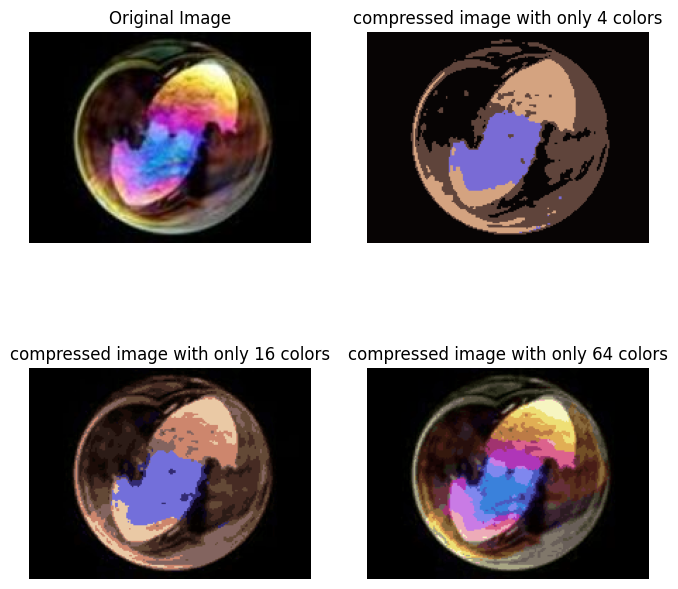 Original Image
compressed image with only 4 colors
compressed image with only 16 colors
compressed image with only 64 colors